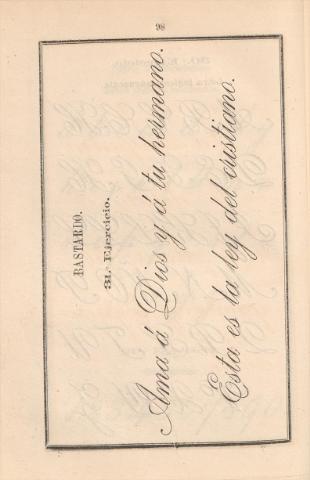 98
BASTARDO.
31. Ejercicio.
Ama á Dios y á tu hermano.
Esta es la ley del cristiano.